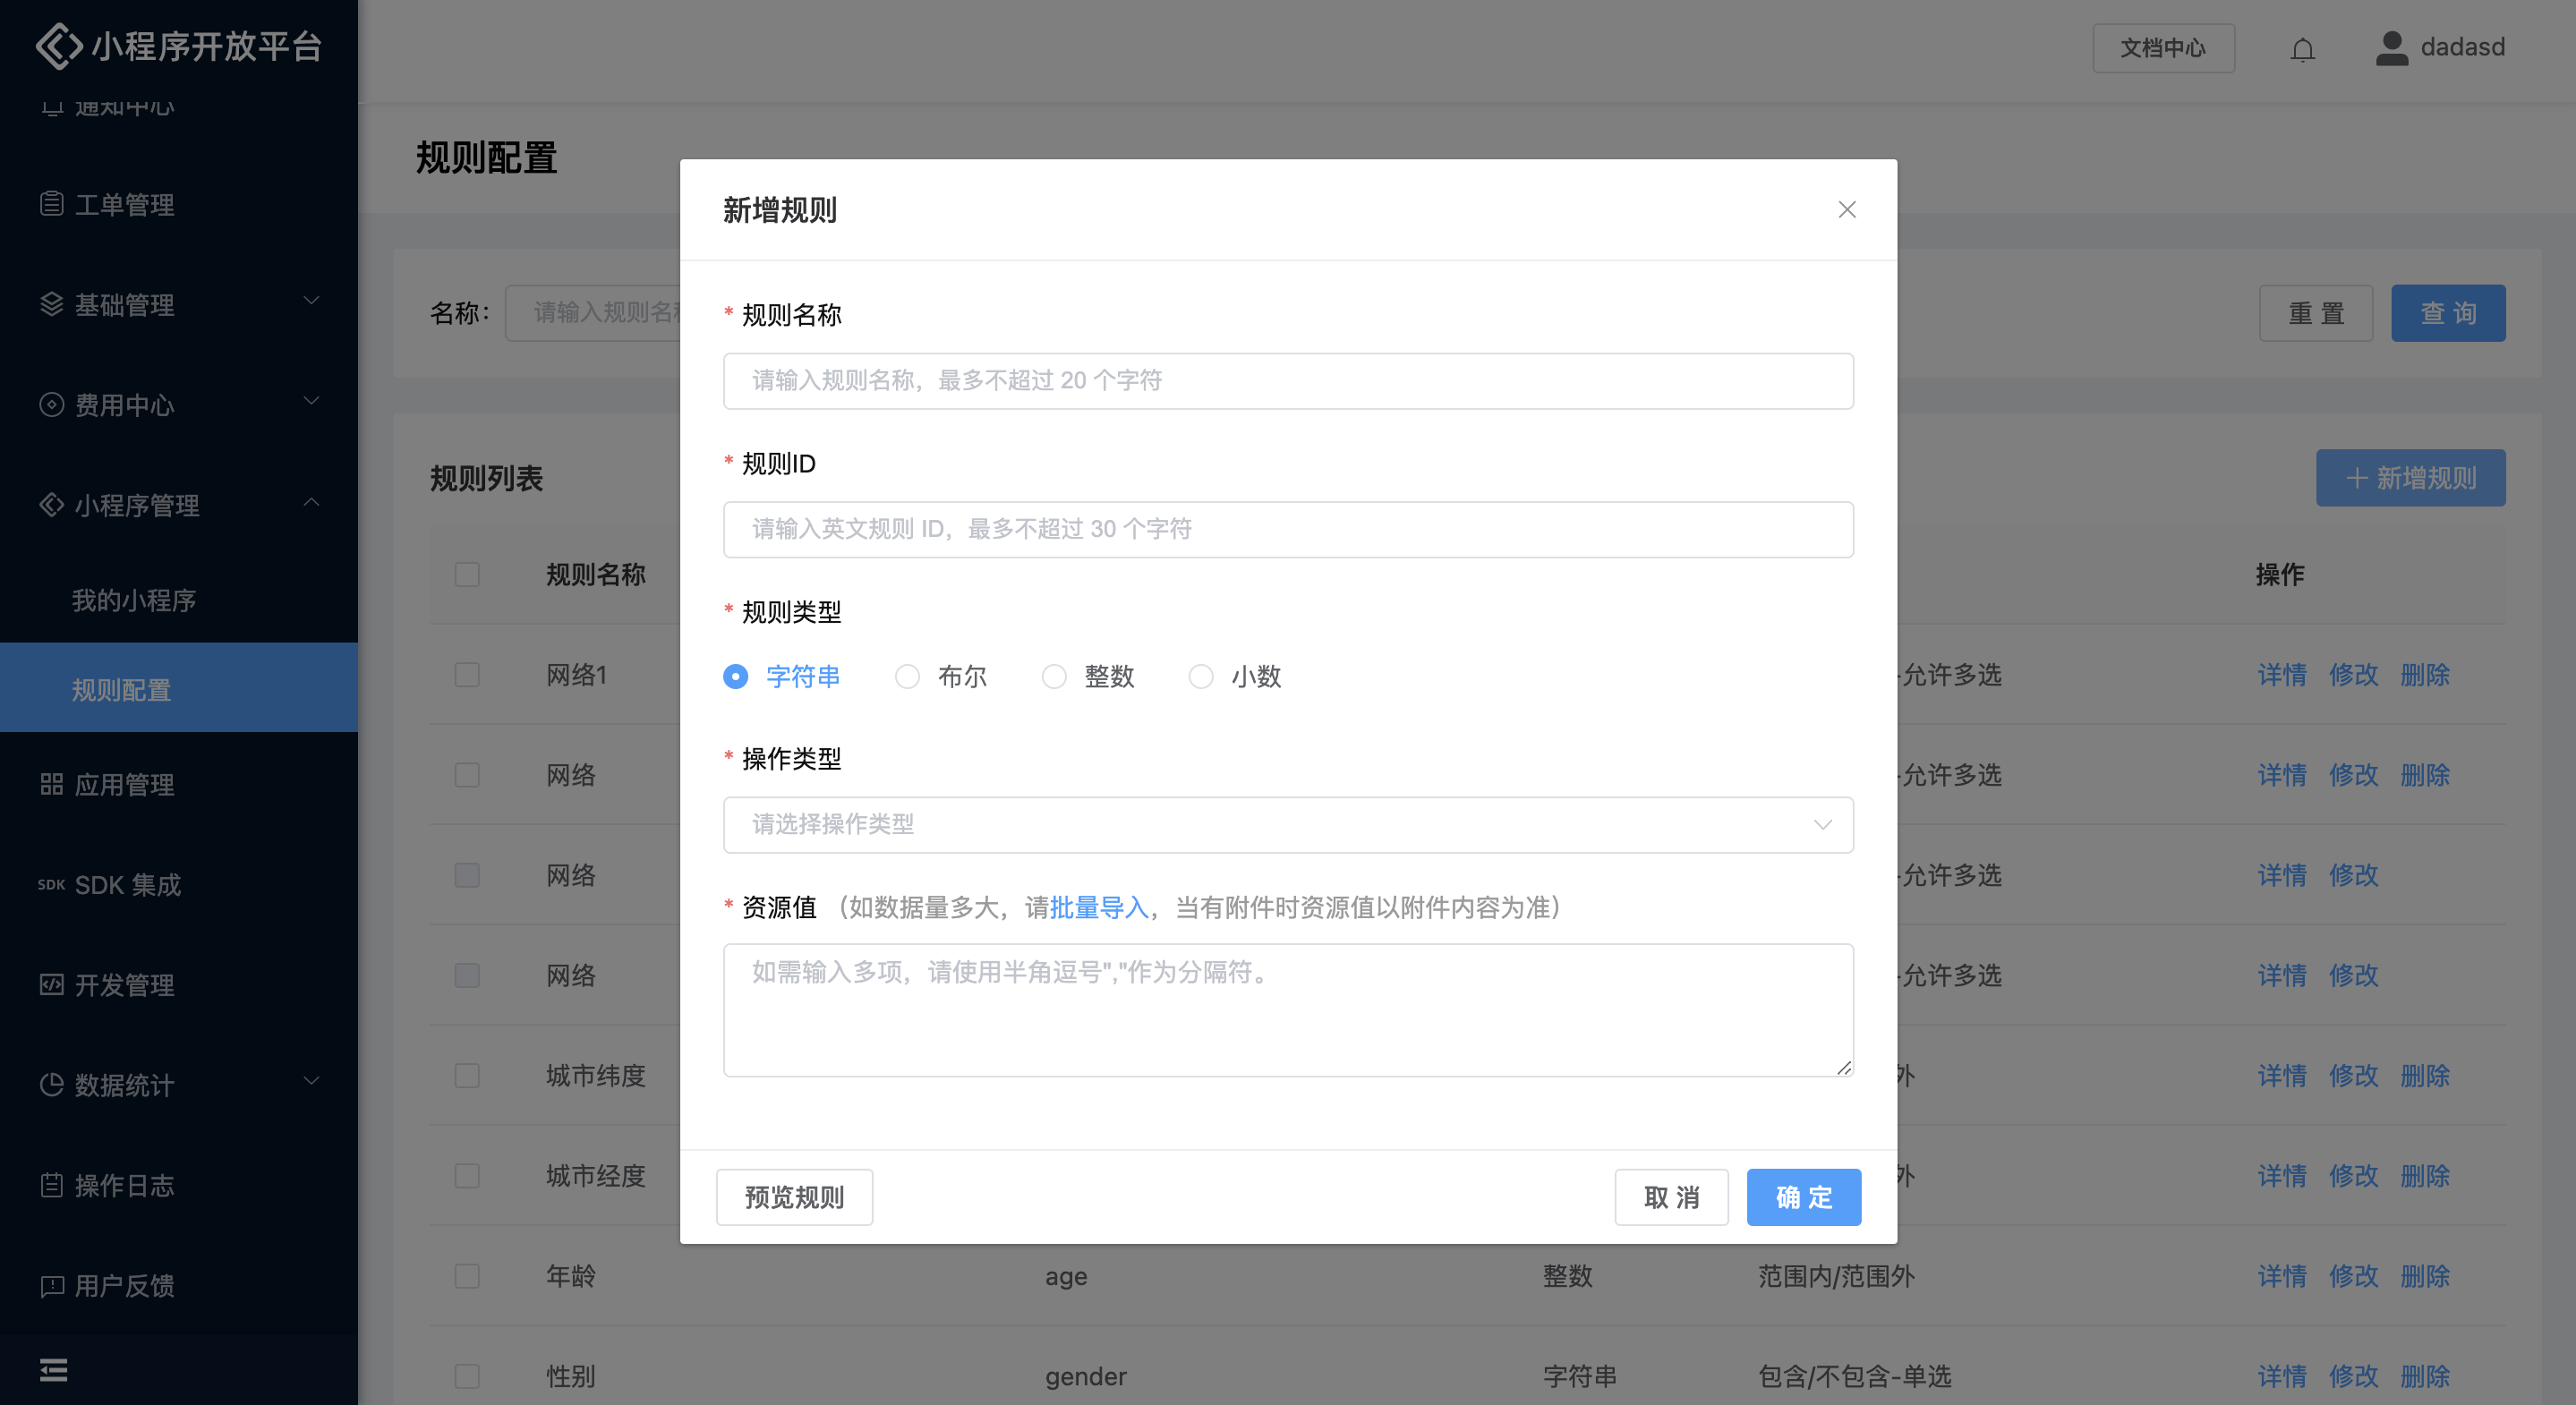 小程序开放平台
文档中心
dadasd
通知中心
工单管理
基础管理
费用中心
小程序管理
我的小程序
规则配置
应用管理
SDK SDK 集成
开发管理
数据统计
操作日志
用户反馈
规则配置
名称：
请输入规则名
重 置
查 询
规则列表
新增规则
规则名称
操作
网络1
-允许多选
详情 修改 删除
网络
-允许多选
详情 修改 删除
网络
-允许多选
详情 修改
网络
-允许多选
详情 修改
城市纬度
外
详情 修改 删除
城市经度
外
详情 修改 删除
年龄 age 整数 范围内/范围外 详情 修改 删除
性别 gender 字符串 包含/不包含-单选 详情 修改 删除
新增规则
* 规则名称
请输入规则名称，最多不超过 20 个字符
* 规则ID
请输入英文规则 ID，最多不超过 30 个字符
* 规则类型
字符串 布尔 整数 小数
* 操作类型
请选择操作类型
* 资源值 （如数据量多大，请批量导入，当有附件时资源值以附件内容为准）
如需输入多项，请使用半角逗号","作为分隔符。
预览规则
取 消
确 定